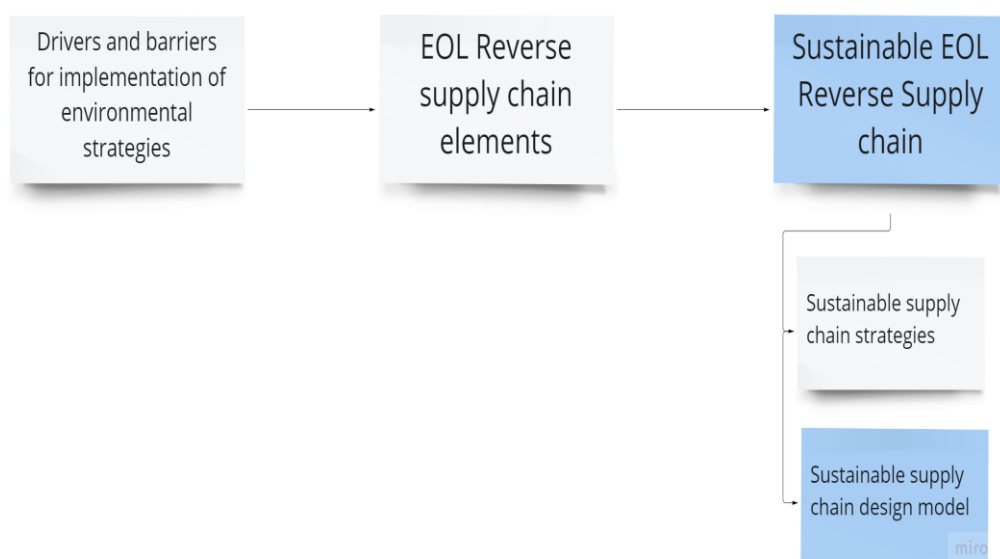 Drivers and barriers
for implementation of
environmental
strategies
EOL Reverse
supply chain
elements
Sustainable EOL
Reverse Supply
chain
Sustainable supply
chain strategies
Sustainable supply
chain design model
miro